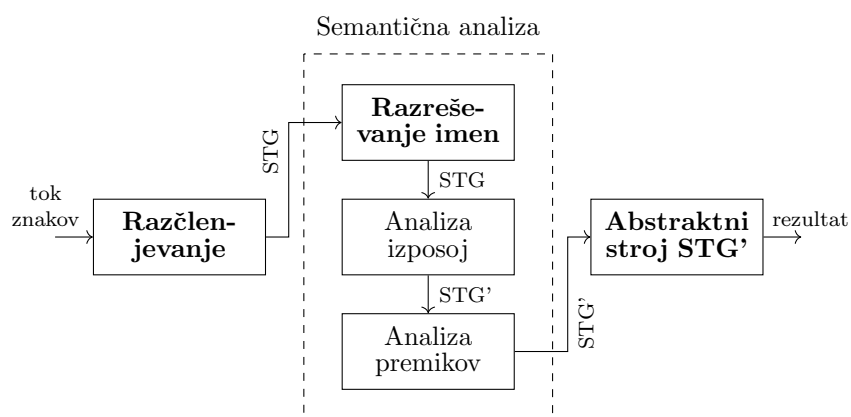 Semantična analiza
tok
znakov
Razčlen-
jevanje
STG
Razreše-
vanje imen
STG
Analiza
izposoj
STG'
Analiza
premikov
STG'
Abstraktni
stroj STG'
rezultat